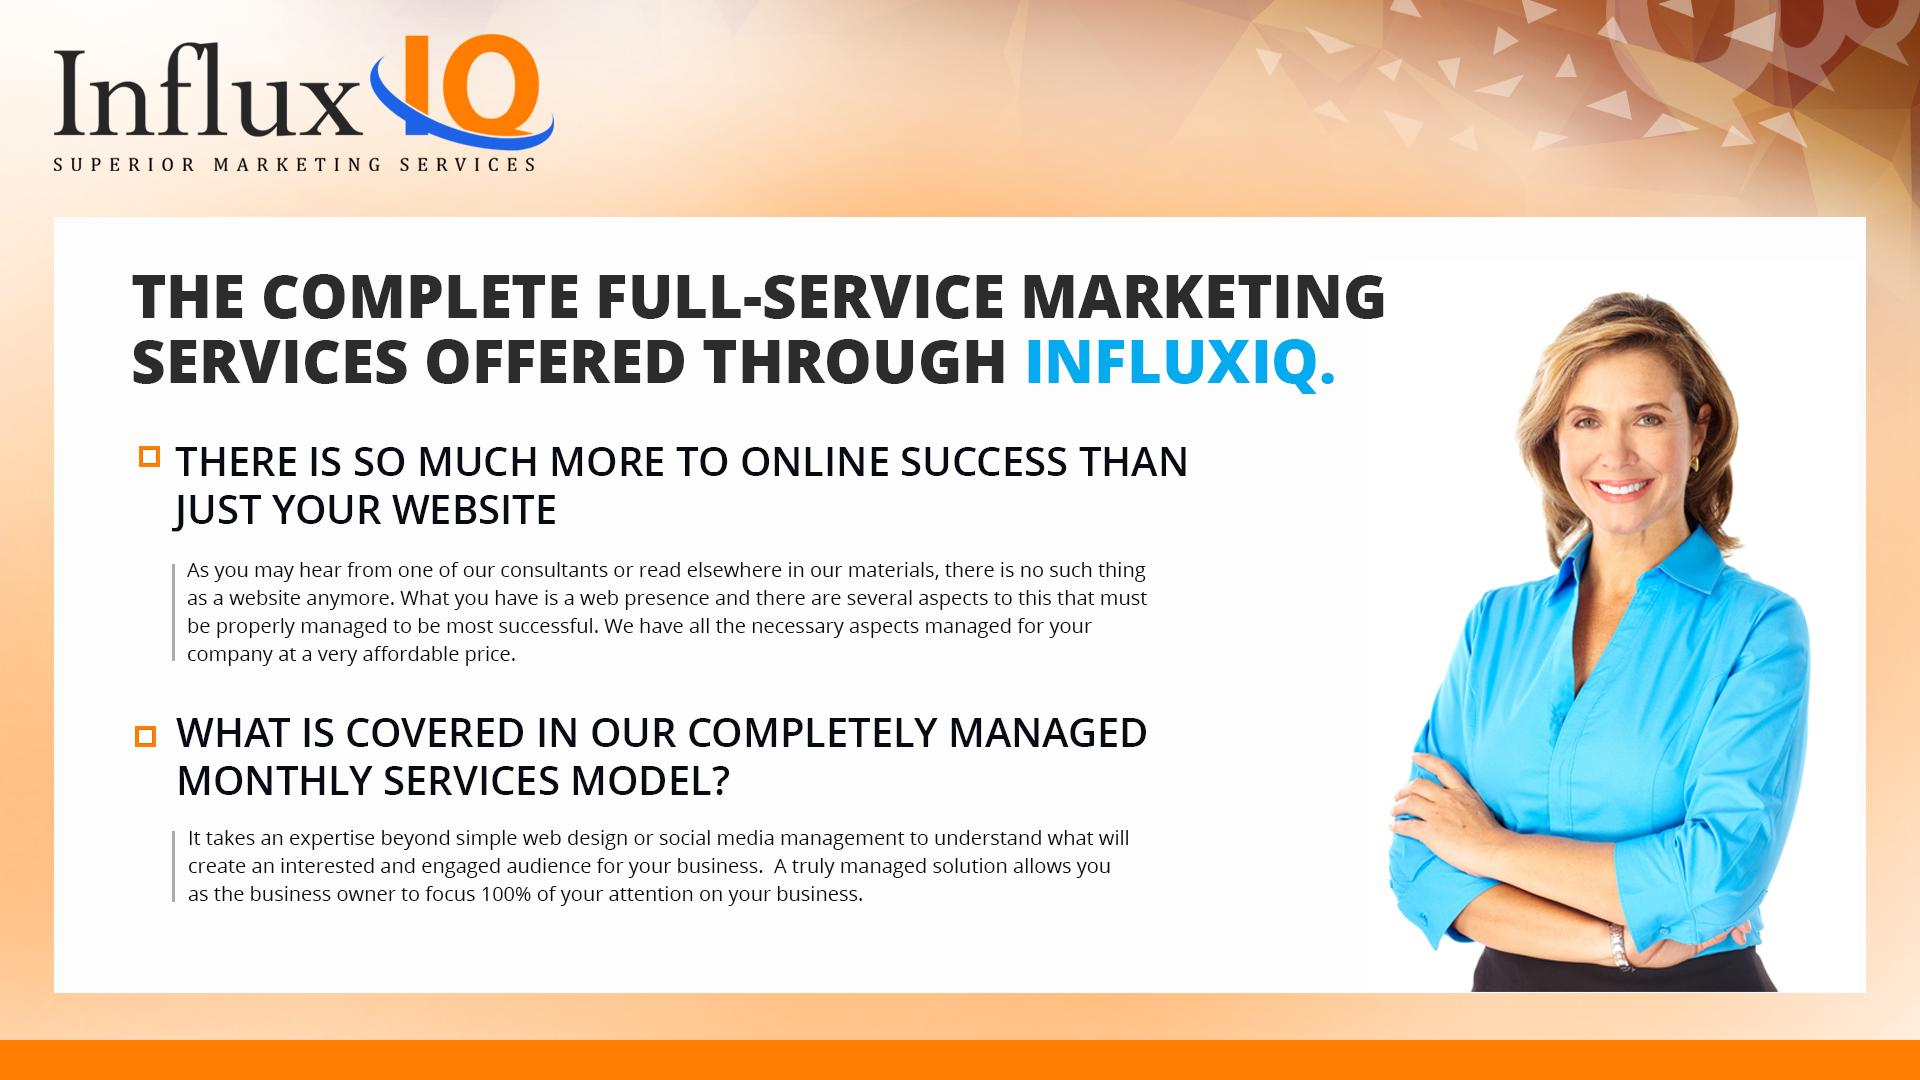 Influx IQ
SUPERIOR MARKETING SERVICES
THE COMPLETE FULL-SERVICE MARKETING
SERVICES OFFERED THROUGH INFLUXIQ.
THERE IS SO MUCH MORE TO ONLINE SUCCESS THAN
JUST YOUR WEBSITE
As you may hear from one of our consultants or read elsewhere in our materials, there is no such thing
as a website anymore. What you have is a web presence and there are several aspects to this that must
be properly managed to be most successful. We have all the necessary aspects managed for your
company at a very affordable price.
WHAT IS COVERED IN OUR COMPLETELY MANAGED
MONTHLY SERVICES MODEL?
It takes an expertise beyond simple web design or social media management to understand what will
create an interested and engaged audience for your business.  A truly managed solution allows you
as the business owner to focus 100% of your attention on your business.